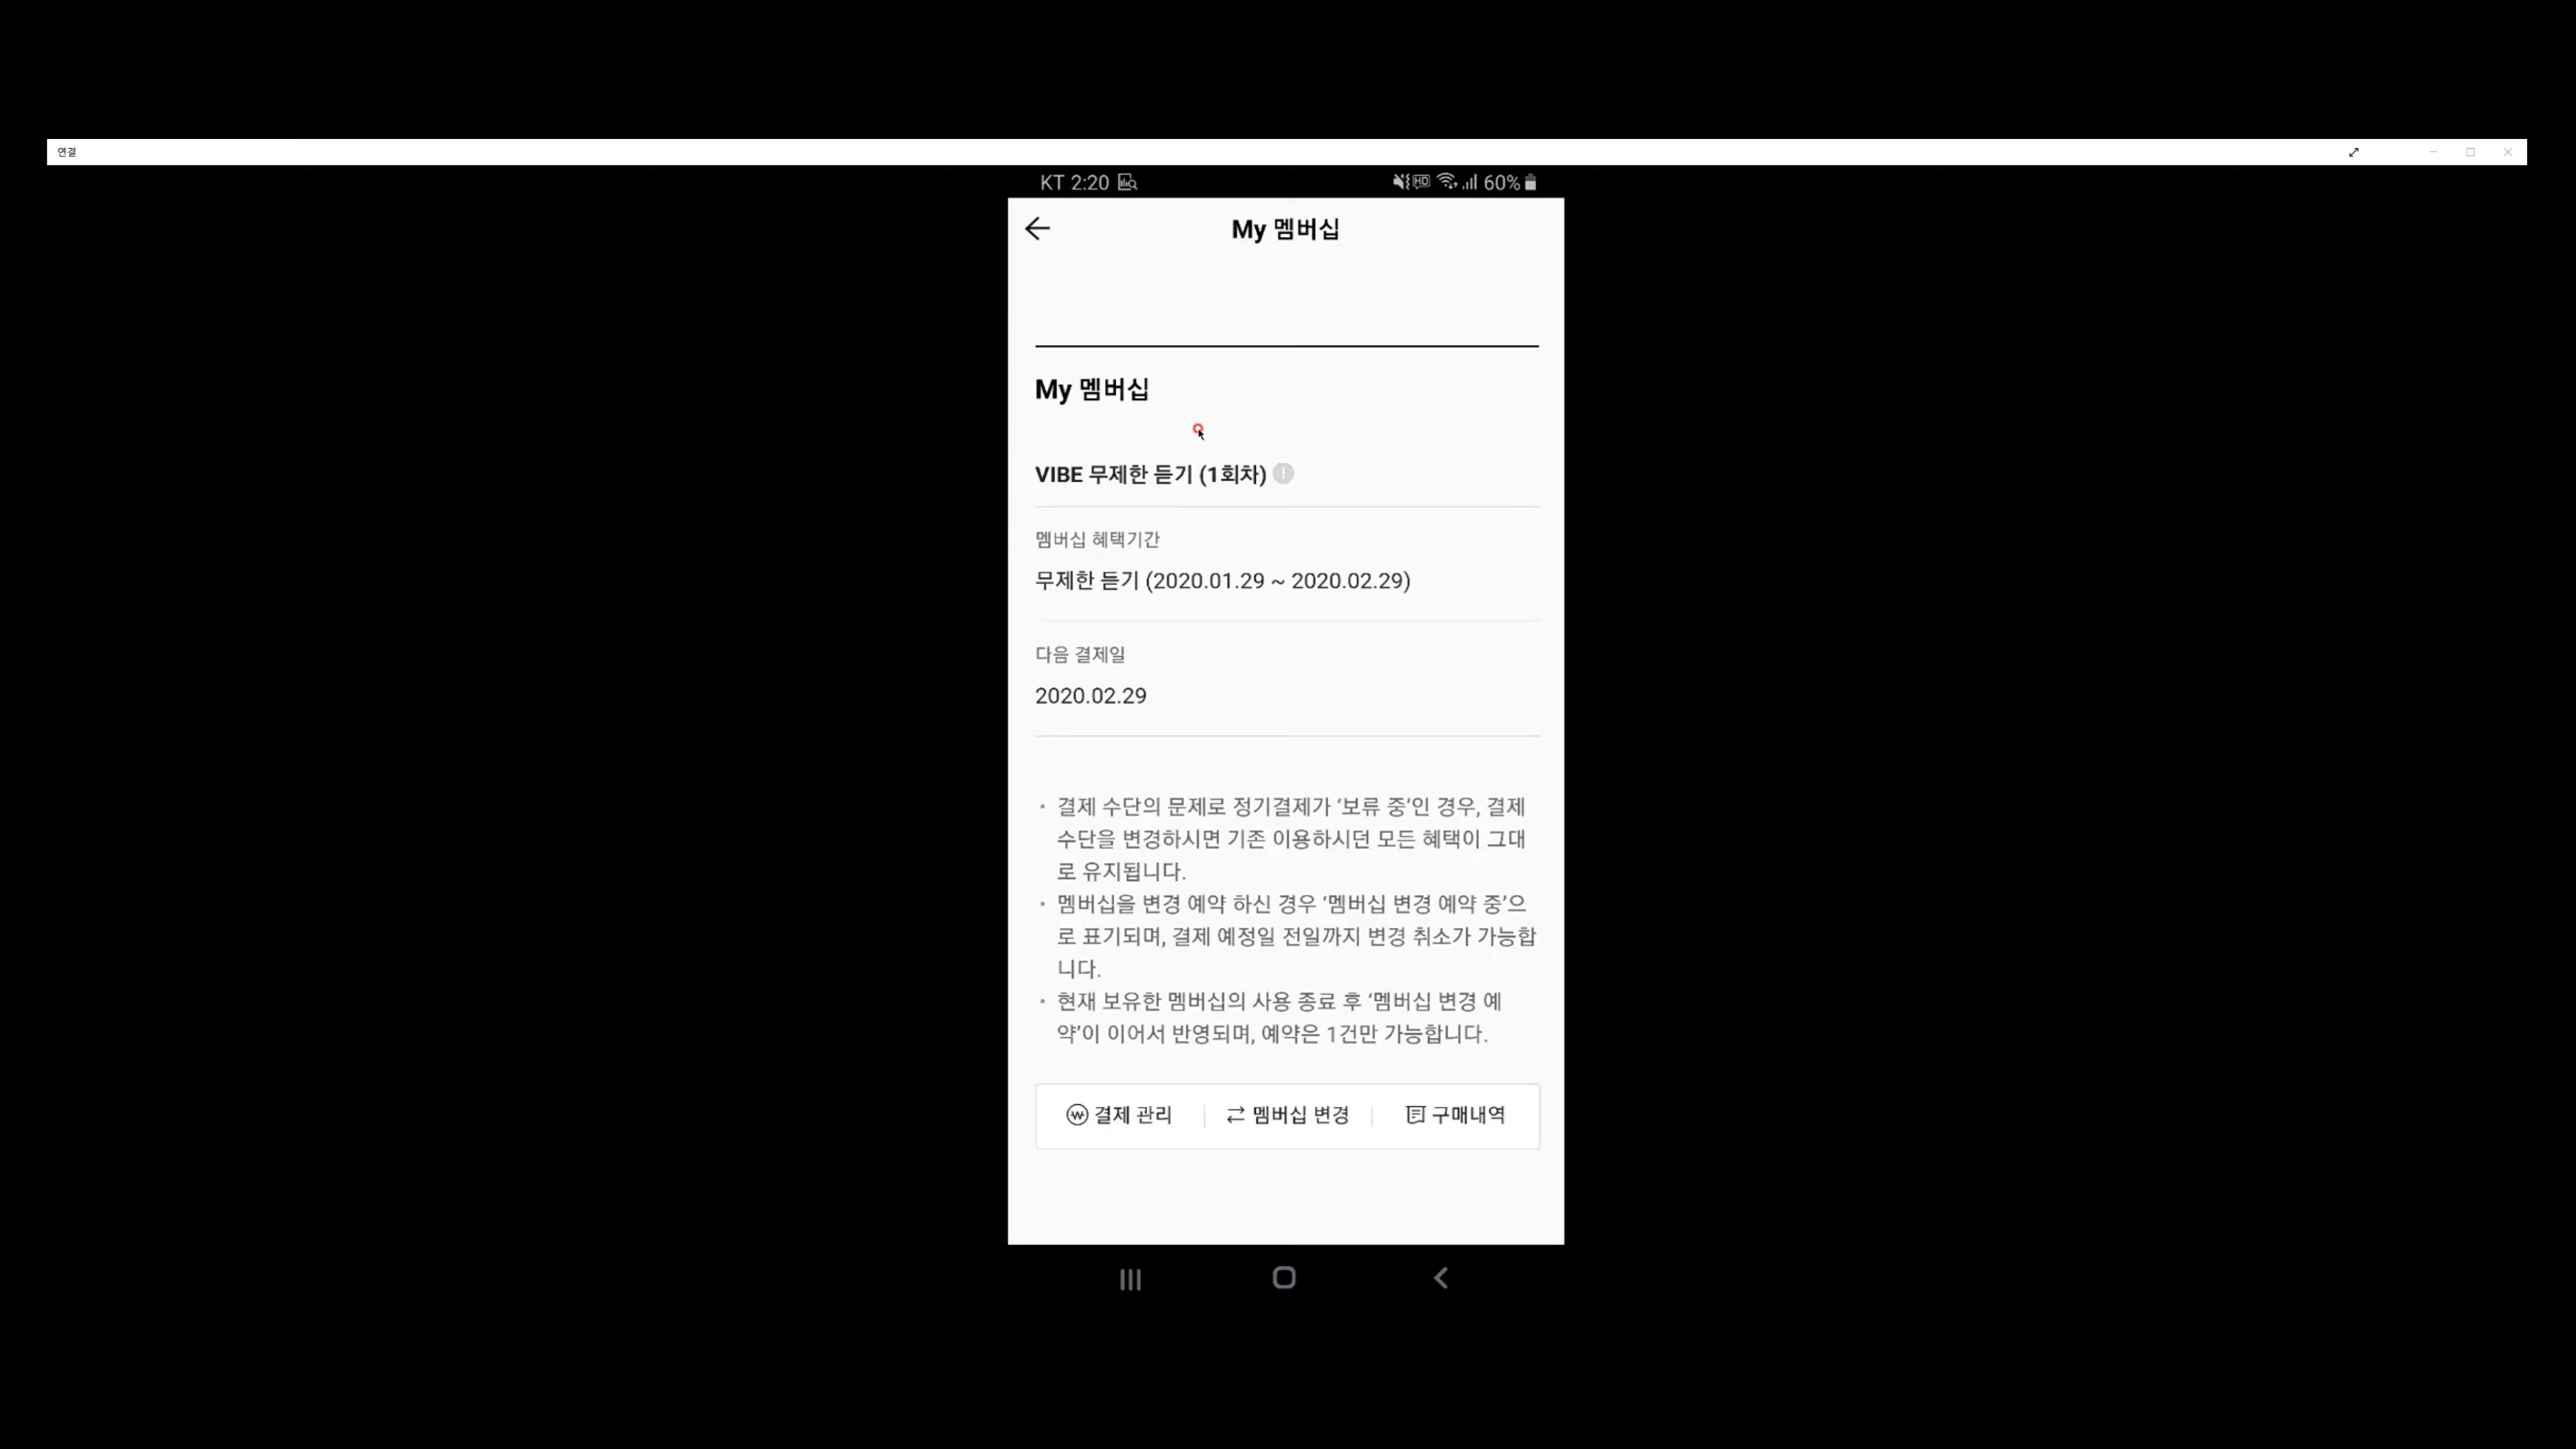 연결
KT 2:20
HD
60%
My 멤버십
My 멤버십
VIBE 무제한 듣기 (1회차)
멤버십 혜택기간
무제한 듣기 (2020.01.29 ~ 2020.02.29)
다음 결제일
2020.02.29
• 결제 수단의 문제로 정기결제가 ‘보류 중’인 경우, 결제
수단을 변경하시면 기존 이용하시던 모든 혜택이 그대
로 유지됩니다.
• 멤버십을 변경 예약 하신 경우 ‘멤버십 변경 예약 중’으
로 표기되며, 결제 예정일 전일까지 변경 취소가 가능합
니다.
• 현재 보유한 멤버십의 사용 종료 후 ‘멤버십 변경 예
약’이 이어서 반영되며, 예약은 1건만 가능합니다.
결제 관리
멤버십 변경
구매내역